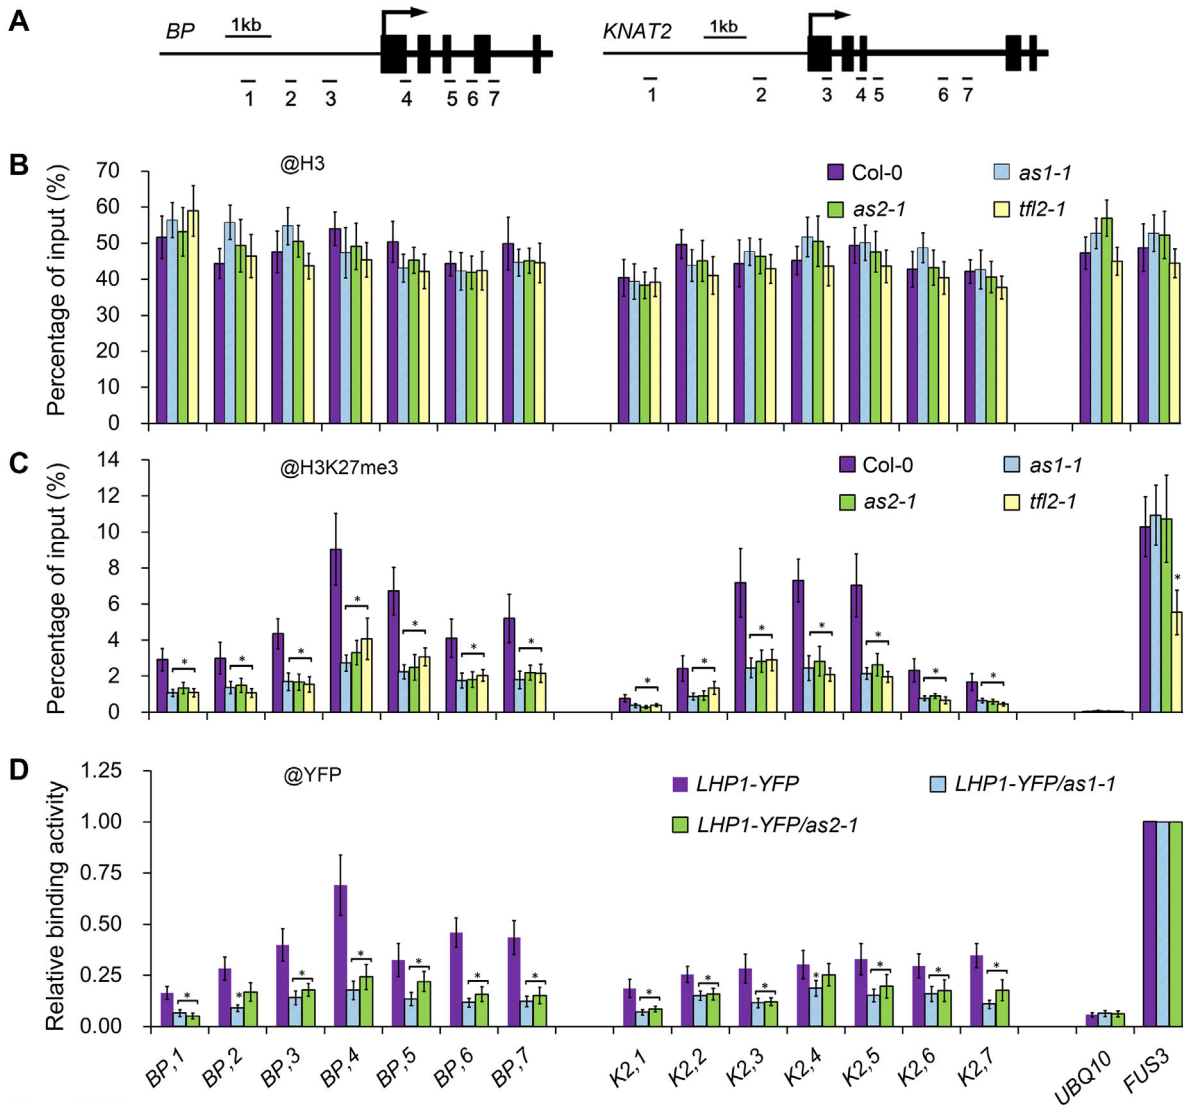 A
BP
1kb
1 2 3 4 5 6 7
KNAT2
1kb
1 2 3 4 5 6 7
B
@H3
Percentage of input (%)
70
60
50
40
30
20
10
0
Col-0
as1-1
as2-1
tfl2-1
C
@H3K27me3
Percentage of input (%)
14
12
10
8
6
4
2
0
Col-0
as1-1
as2-1
tfl2-1
* * * * * * * * * * * * * * *
D
@YFP
Relative binding activity
1.25
1.00
0.75
0.50
0.25
0.00
LHP1-YFP
LHP1-YFP/as1-1
LHP1-YFP/as2-1
* * * * * * * * * * * * * *
BP,1
BP,2
BP,3
BP,4
BP,5
BP,6
BP,7
K2,1
K2,2
K2,3
K2,4
K2,5
K2,6
K2,7
UBQ10
FUS3